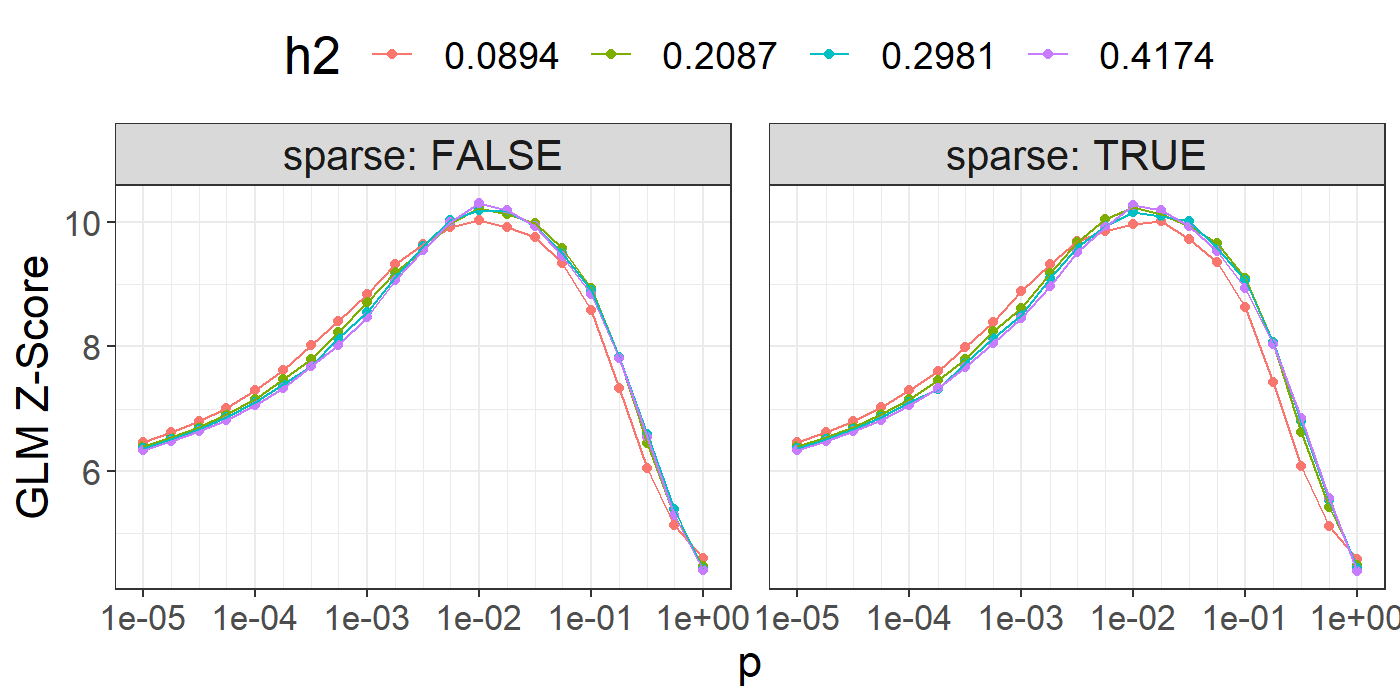 h2 0.0894 0.2087 0.2981 0.4174
sparse: FALSE sparse: TRUE
GLM Z-Score
10
8
6
1e-05 1e-04 1e-03 1e-02 1e-01 1e+00 1e-05 1e-04 1e-03 1e-02 1e-01 1e+00
p